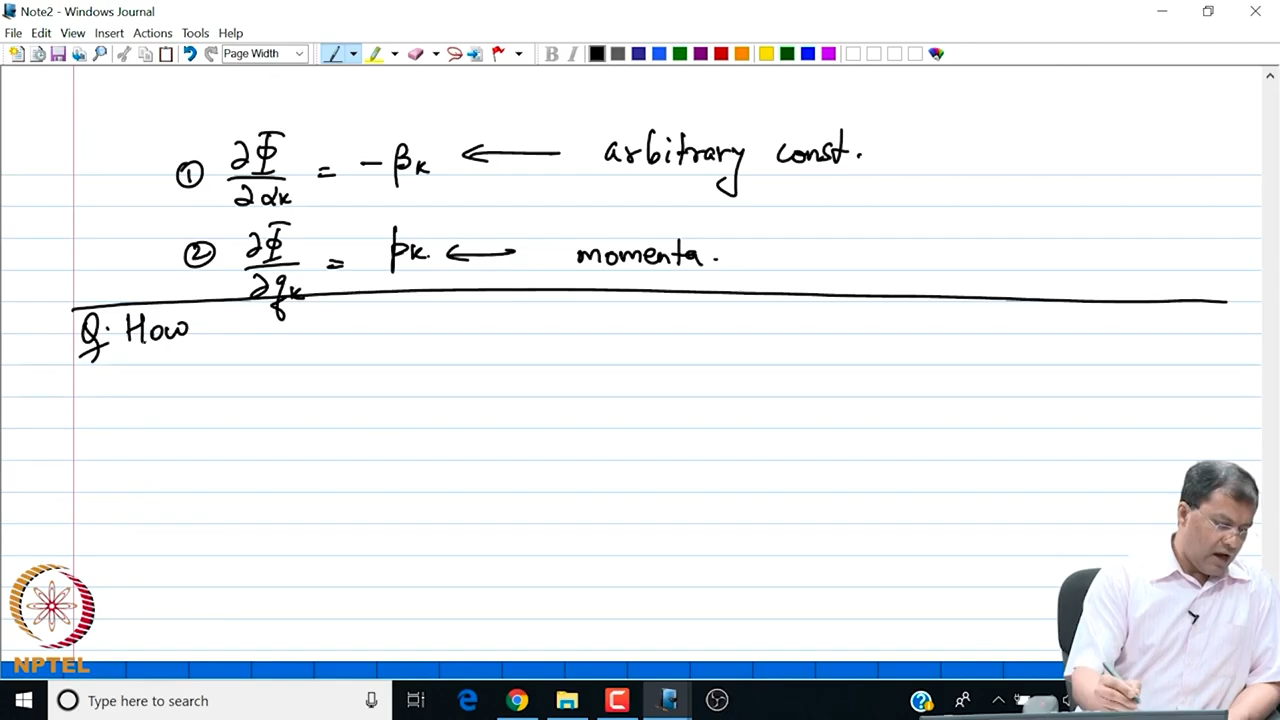 Note2 - Windows Journal
File Edit View Insert Actions Tools Help
Page Width B I
① ∂Φ/∂αₖ = −βₖ ← arbitrary const.
② ∂Φ/∂qₖ = pₖ. ↔ momenta.
Q. How
NPTEL
Type here to search